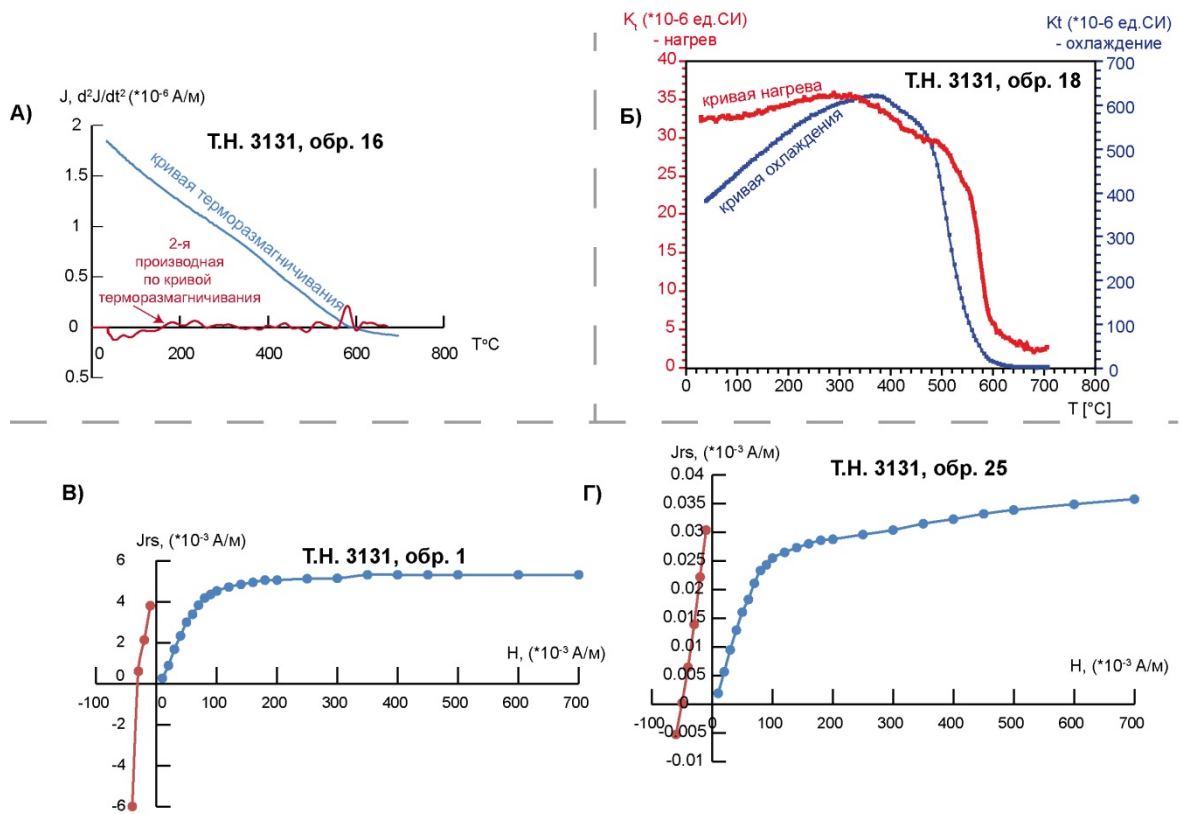 А)
J, d²J/dt² (*10⁻⁶ А/м)
Т.Н. 3131, обр. 16
2
1.5
1
0.5
0
0.5
кривая терморазмагничивания
2-я
производная
по кривой
терморазмагничивания
0 200 400 600 800
T°C
Б)
Kt (*10-6 ед.СИ)
- нагрев
Kt (*10-6 ед.СИ)
- охлаждение
Т.Н. 3131, обр. 18
кривая нагрева
кривая охлаждения
40
35
30
25
20
15
10
5
0
700
600
500
400
300
200
100
0
0 100 200 300 400 500 600 700 800
T [°C]
В)
Jrs, (*10⁻³ А/м)
Т.Н. 3131, обр. 1
6
4
2
0
-2
-4
-6
H, (*10⁻³ А/м)
-100 0 100 200 300 400 500 600 700
Г)
Jrs, (*10⁻³ А/м)
Т.Н. 3131, обр. 25
0.04
0.035
0.03
0.025
0.02
0.015
0.01
0.005
0
-0.005
-0.01
H, (*10⁻³ А/м)
-100 0 100 200 300 400 500 600 700